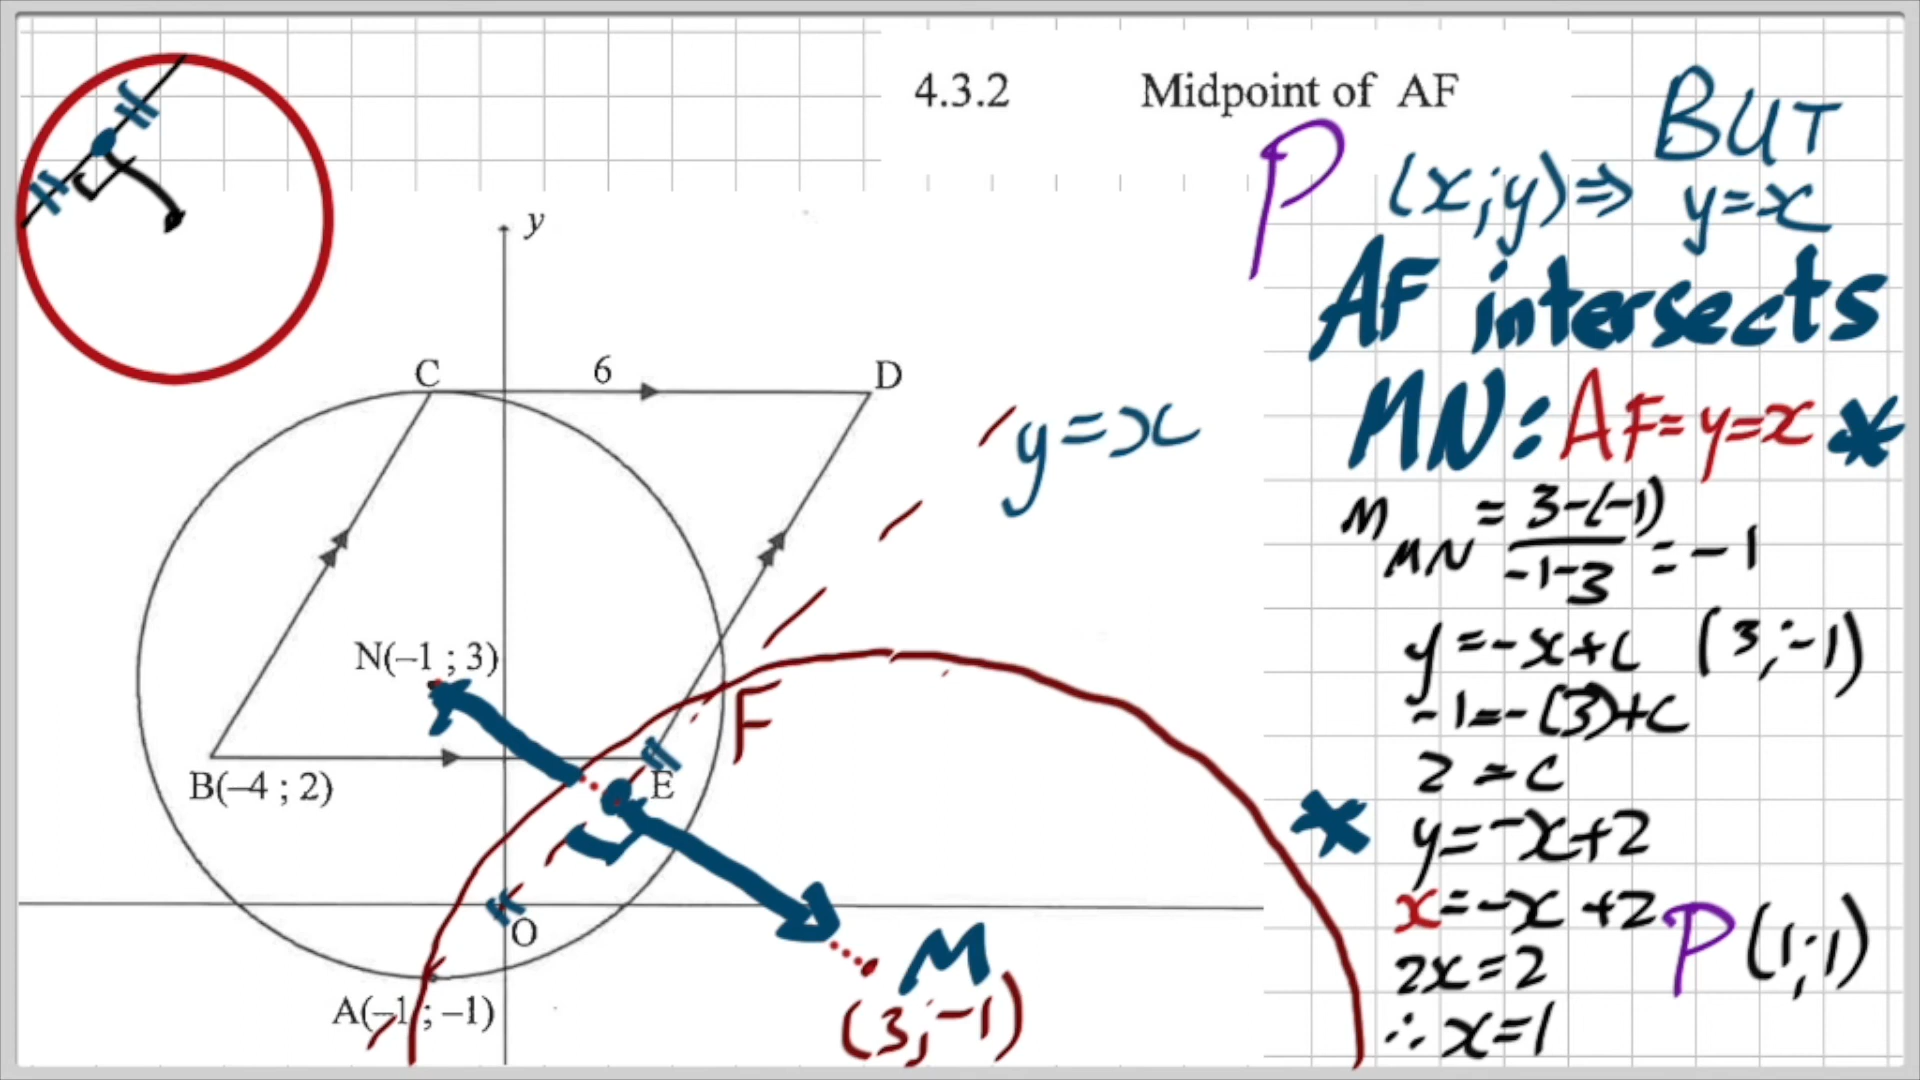 4.3.2 Midpoint of AF
P (x;y) ⇒ BUT y=x
AF intersects
MN: AF=y=x *
M_MN = 3-(-1) / -1-3 = -1
y=-x+c (3;-1)
-1=-(3)+c
2=c
* y=-x+2
x=-x+2
2x=2
∴x=1
P(1;1)
y
C 6 D
y=x
N(–1 ; 3)
F
B(–4 ; 2)
E
O
M
(3;-1)
A(–1 ; –1)